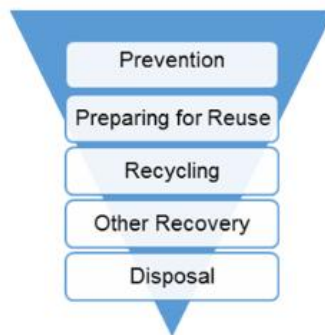 Prevention
Preparing for Reuse
Recycling
Other Recovery
Disposal